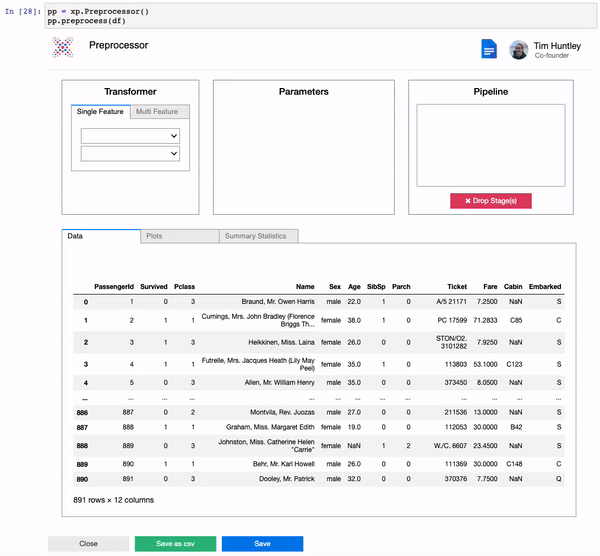 In [28]: pp = xp.Preprocessor()
pp.preprocess(df)
Preprocessor
Tim Huntley
Co-founder
Transformer
Parameters
Pipeline
Single Feature Multi Feature
✖ Drop Stage(s)
Data Plots Summary Statistics
PassengerId Survived Pclass Name Sex Age SibSp Parch Ticket Fare Cabin Embarked
0 1 0 3 Braund, Mr. Owen Harris male 22.0 1 0 A/5 21171 7.2500 NaN S
1 2 1 1 Cumings, Mrs. John Bradley (Florence
Briggs Th... female 38.0 1 0 PC 17599 71.2833 C85 C
2 3 1 3 Heikkinen, Miss. Laina female 26.0 0 0 STON/O2.
3101282 7.9250 NaN S
3 4 1 1 Futrelle, Mrs. Jacques Heath (Lily May
Peel) female 35.0 1 0 113803 53.1000 C123 S
4 5 0 3 Allen, Mr. William Henry male 35.0 0 0 373450 8.0500 NaN S
... ... ... ... ... ... ... ... ... ... ... ... ...
886 887 0 2 Montvila, Rev. Juozas male 27.0 0 0 211536 13.0000 NaN S
887 888 1 1 Graham, Miss. Margaret Edith female 19.0 0 0 112053 30.0000 B42 S
888 889 0 3 Johnston, Miss. Catherine Helen
"Carrie" female NaN 1 2 W./C. 6607 23.4500 NaN S
889 890 1 1 Behr, Mr. Karl Howell male 26.0 0 0 111369 30.0000 C148 C
890 891 0 3 Dooley, Mr. Patrick male 32.0 0 0 370376 7.7500 NaN Q
891 rows × 12 columns
Close Save as csv Save